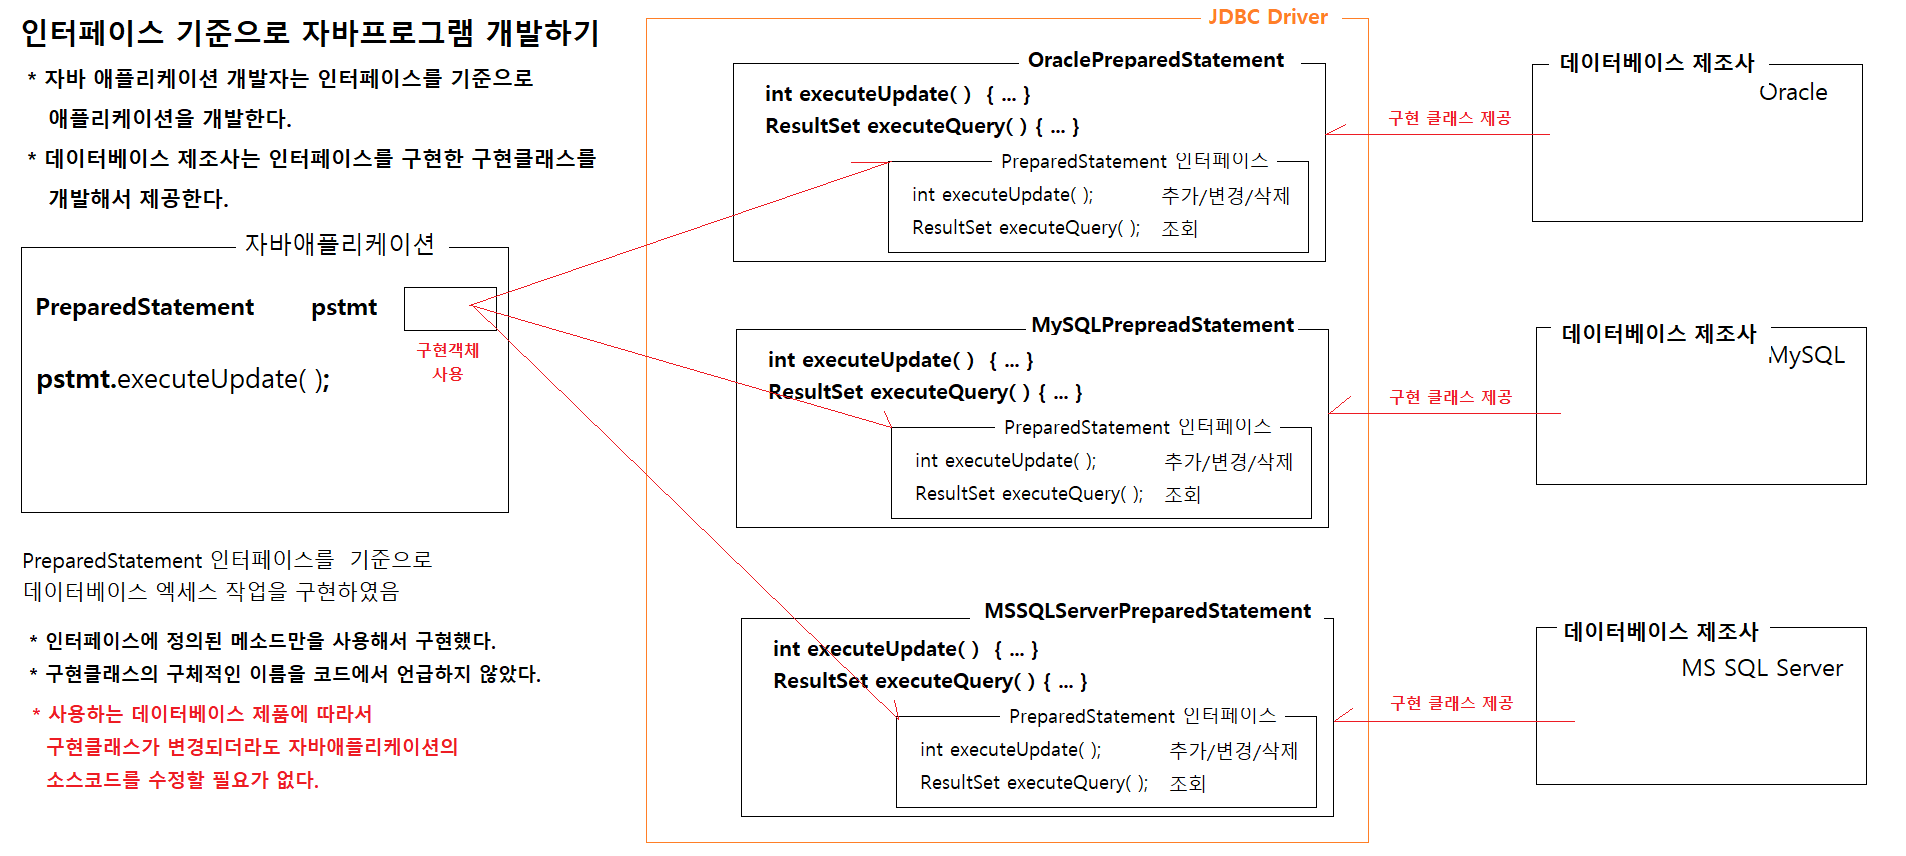 인터페이스 기준으로 자바프로그램 개발하기
* 자바 애플리케이션 개발자는 인터페이스를 기준으로
애플리케이션을 개발한다.
* 데이터베이스 제조사는 인터페이스를 구현한 구현클래스를
개발해서 제공한다.
자바애플리케이션
PreparedStatement pstmt
구현객체
사용
pstmt.executeUpdate( );
PreparedStatement 인터페이스를 기준으로
데이터베이스 엑세스 작업을 구현하였음
* 인터페이스에 정의된 메소드만을 사용해서 구현했다.
* 구현클래스의 구체적인 이름을 코드에서 언급하지 않았다.
* 사용하는 데이터베이스 제품에 따라서
구현클래스가 변경되더라도 자바애플리케이션의
소스코드를 수정할 필요가 없다.
JDBC Driver
OraclePreparedStatement
int executeUpdate( ) { ... }
ResultSet executeQuery( ) { ... }
PreparedStatement 인터페이스
int executeUpdate( ); 추가/변경/삭제
ResultSet executeQuery( ); 조회
구현 클래스 제공
데이터베이스 제조사
Oracle
MySQLPrepreadStatement
int executeUpdate( ) { ... }
ResultSet executeQuery( ) { ... }
PreparedStatement 인터페이스
int executeUpdate( ); 추가/변경/삭제
ResultSet executeQuery( ); 조회
구현 클래스 제공
데이터베이스 제조사
MySQL
MSSQLServerPreparedStatement
int executeUpdate( ) { ... }
ResultSet executeQuery( ) { ... }
PreparedStatement 인터페이스
int executeUpdate( ); 추가/변경/삭제
ResultSet executeQuery( ); 조회
구현 클래스 제공
데이터베이스 제조사
MS SQL Server